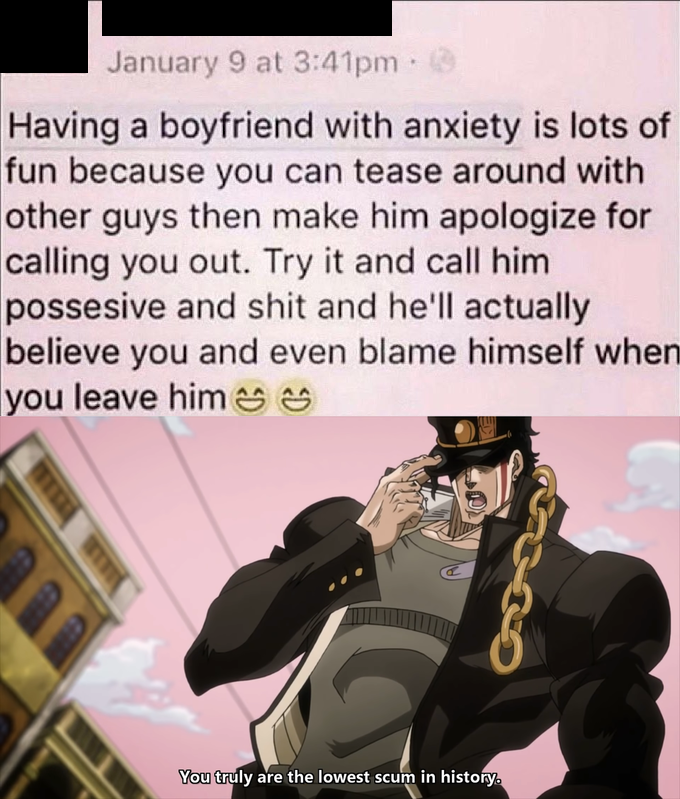 January 9 at 3:41pm ·
Having a boyfriend with anxiety is lots of
fun because you can tease around with
other guys then make him apologize for
calling you out. Try it and call him
possesive and shit and he'll actually
believe you and even blame himself when
you leave him😄😄
You truly are the lowest scum in history.